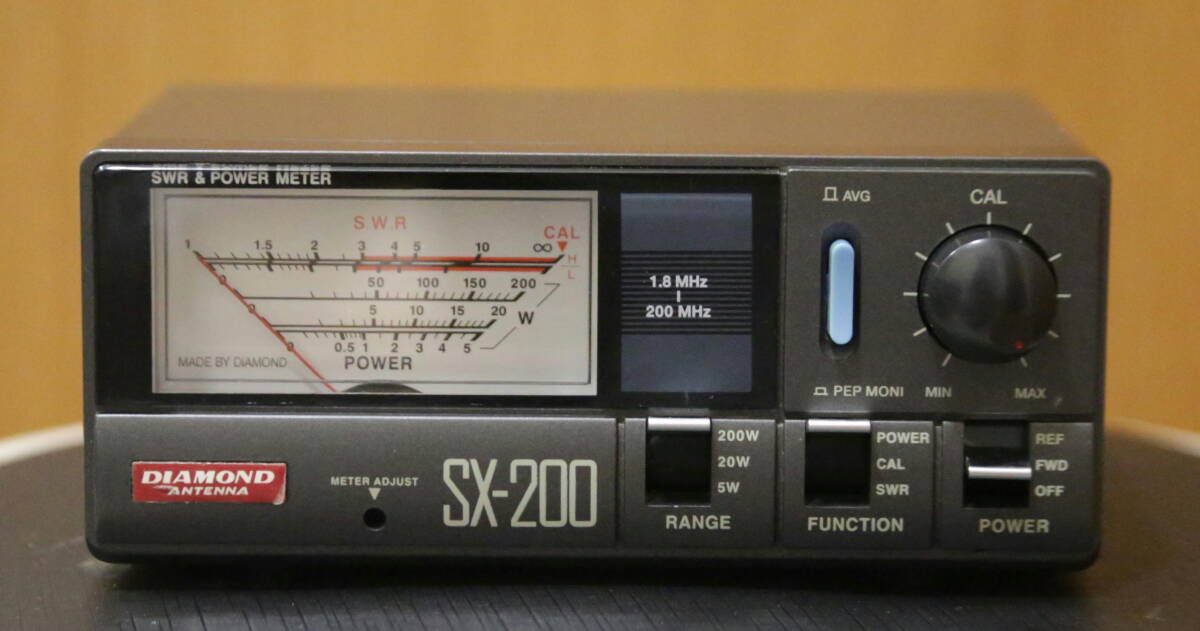 SWR & POWER METER
S.W.R
CAL
1 1.5 2 3 4 5 10 ∞
H
L
0 50 100 150 200
0 5 10 15 20
W
0 0.5 1 2 3 4 5
MADE BY DIAMOND
POWER
1.8 MHz
200 MHz
AVG
PEP MONI
CAL
MIN
MAX
DIAMOND
ANTENNA
METER ADJUST
SX-200
200W
20W
5W
RANGE
POWER
CAL
SWR
FUNCTION
REF
FWD
OFF
POWER